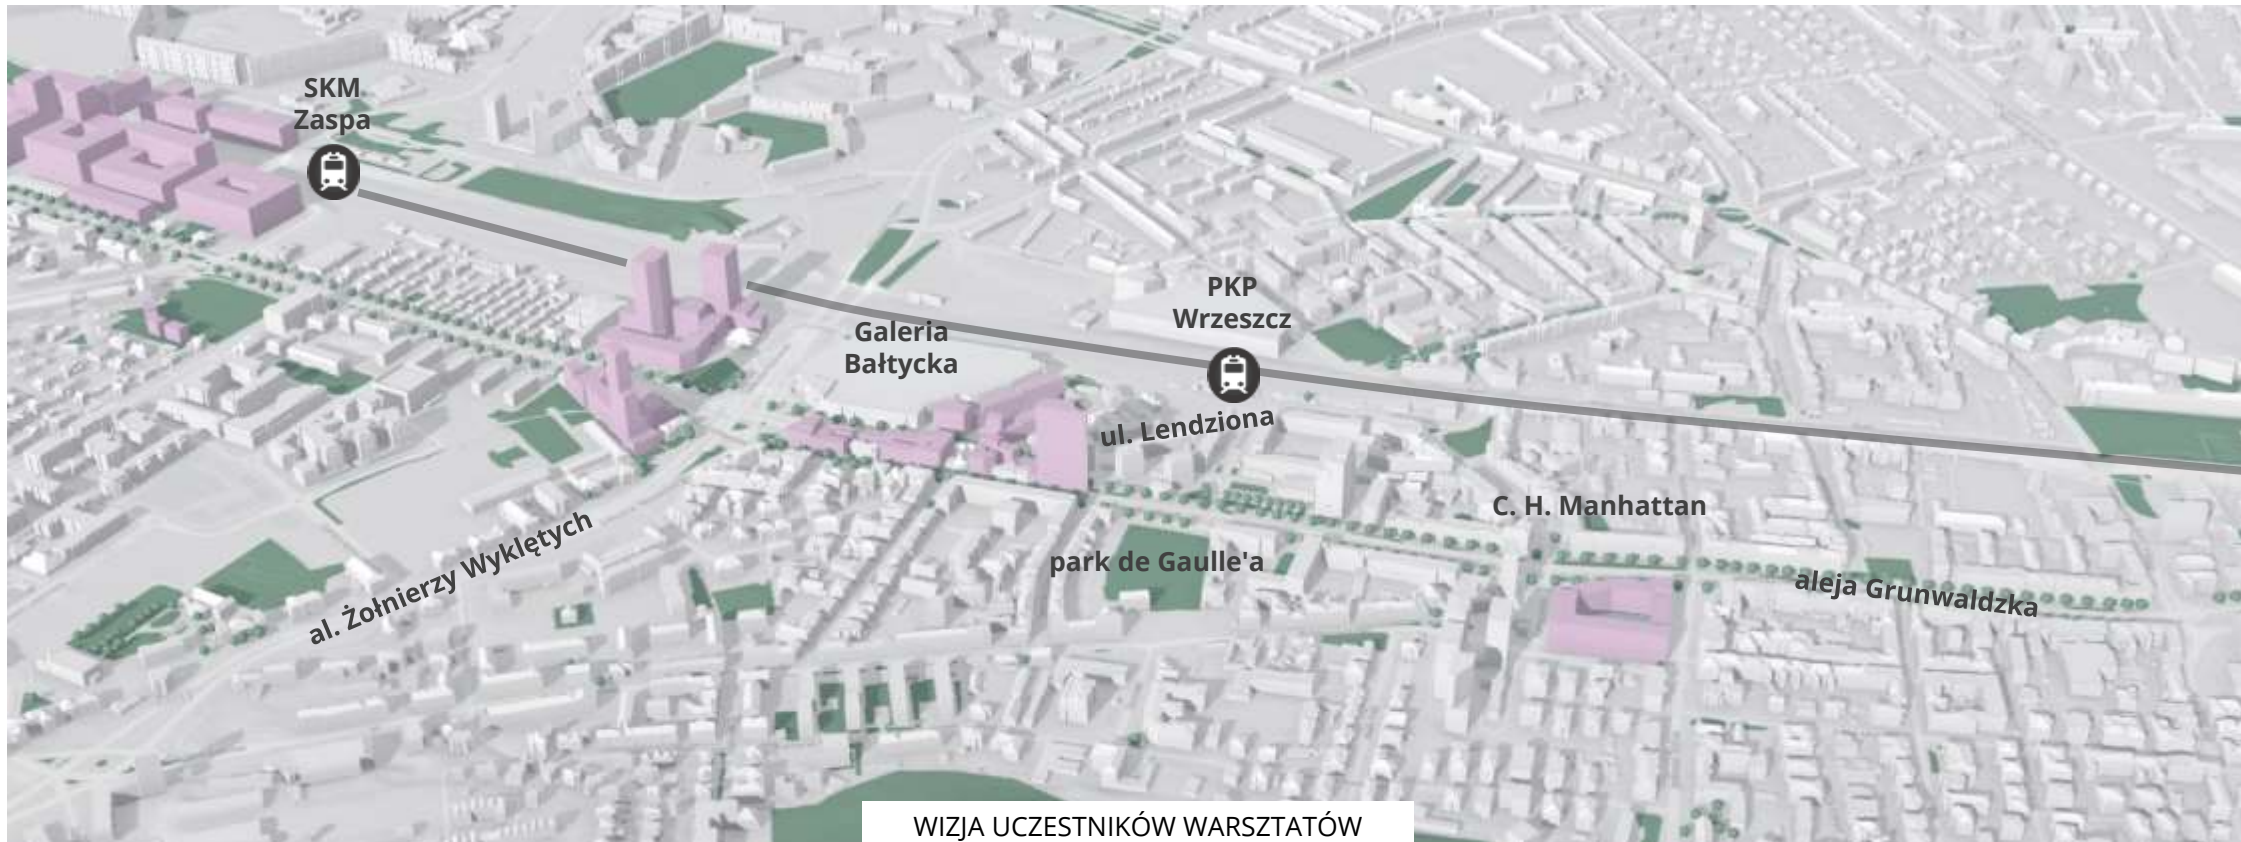 SKM
Zaspa
PKP
Wrzeszcz
Galeria
Bałtycka
ul. Lendziona
C. H. Manhattan
al. Żołnierzy Wyklętych
park de Gaulle'a
aleja Grunwaldzka
WIZJA UCZESTNIKÓW WARSZTATÓW